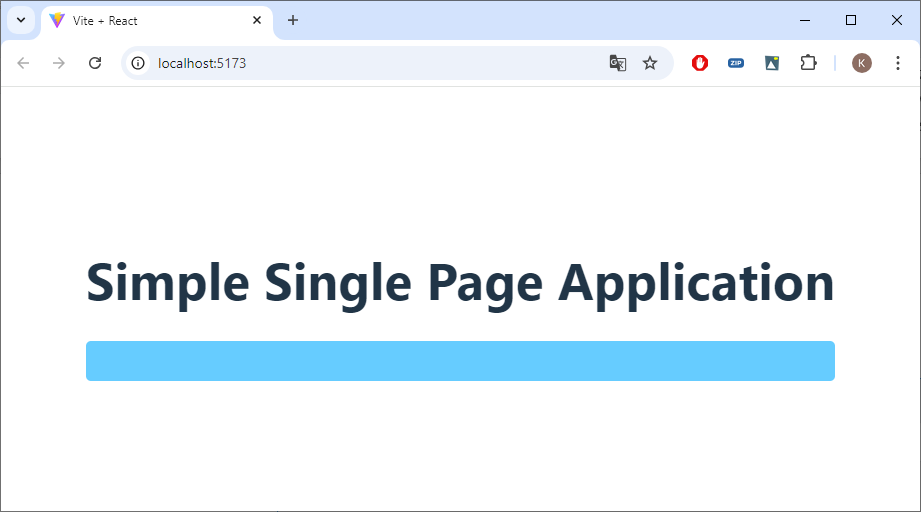 Vite + React
localhost:5173
ZIP
K
Simple Single Page Application